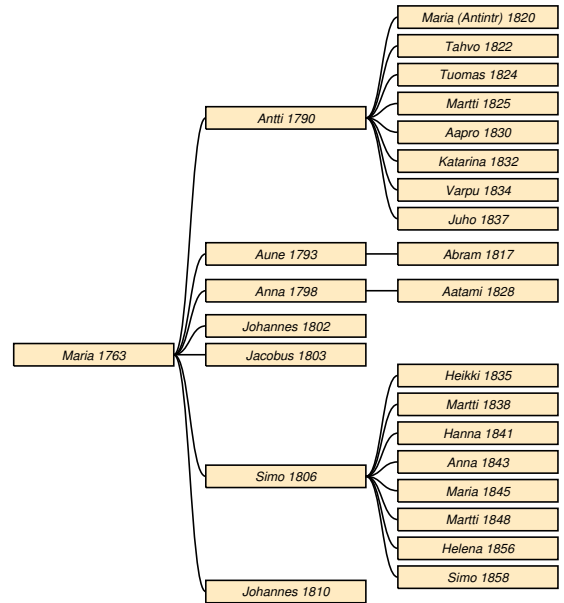 Maria (Antintr) 1820
Tahvo 1822
Tuomas 1824
Martti 1825
Antti 1790
Aapro 1830
Katarina 1832
Varpu 1834
Juho 1837
Aune 1793
Abram 1817
Anna 1798
Aatami 1828
Johannes 1802
Maria 1763
Jacobus 1803
Heikki 1835
Martti 1838
Hanna 1841
Anna 1843
Simo 1806
Maria 1845
Martti 1848
Helena 1856
Simo 1858
Johannes 1810